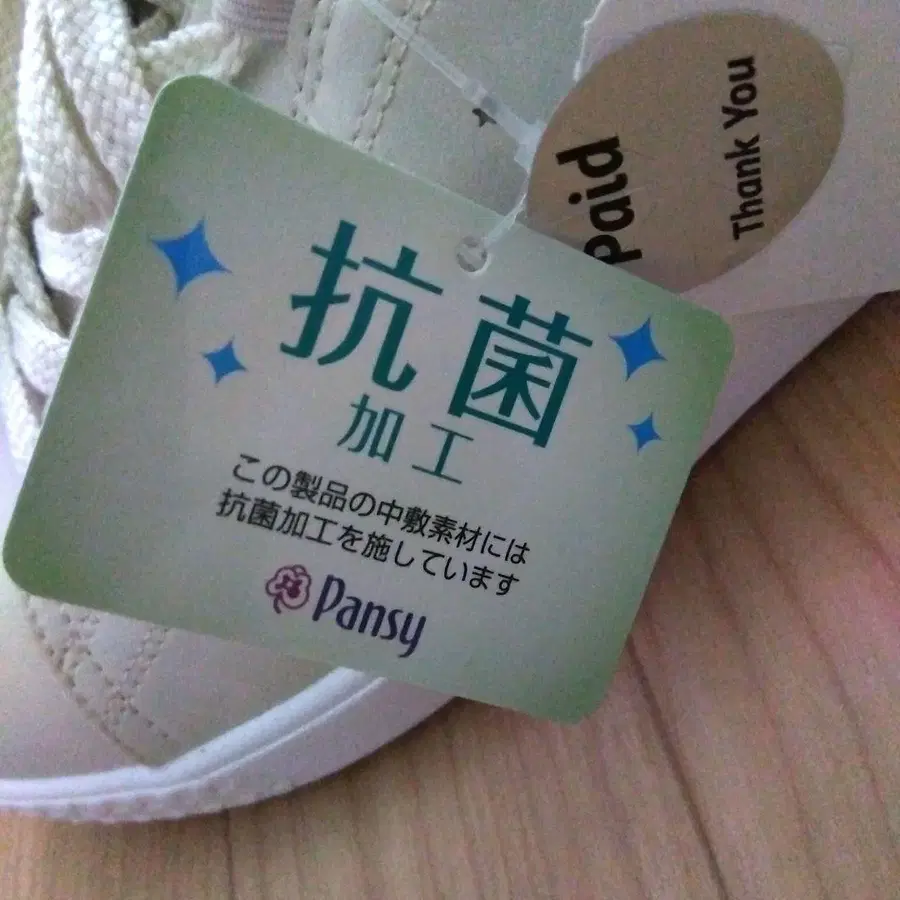 抗菌
加工
この製品の中敷素材には
抗菌加工を施しています
Pansy
Paid
Thank You